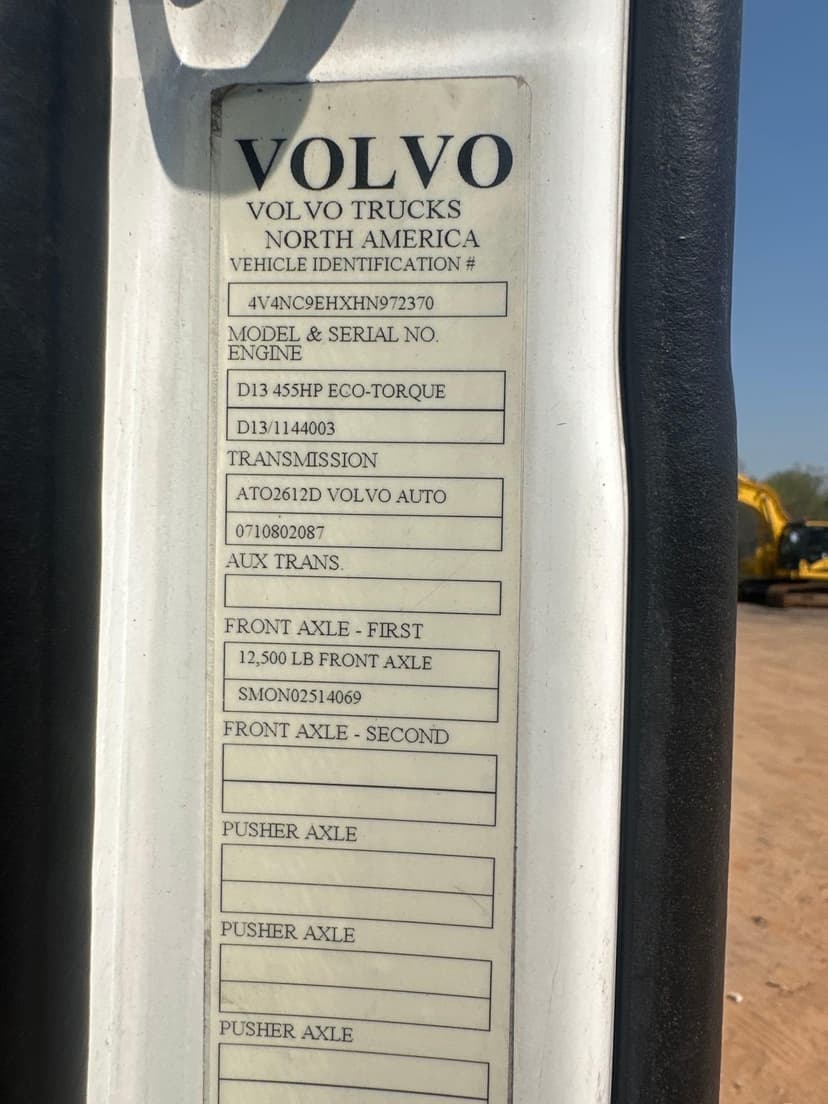 VOLVO
VOLVO TRUCKS
NORTH AMERICA
VEHICLE IDENTIFICATION #
4V4NC9EHXHN972370
MODEL & SERIAL NO.
ENGINE
D13 455HP ECO-TORQUE
D13/1144003
TRANSMISSION
ATO2612D VOLVO AUTO
0710802087
AUX TRANS.
FRONT AXLE - FIRST
12,500 LB FRONT AXLE
SMON02514069
FRONT AXLE - SECOND
PUSHER AXLE
PUSHER AXLE
PUSHER AXLE